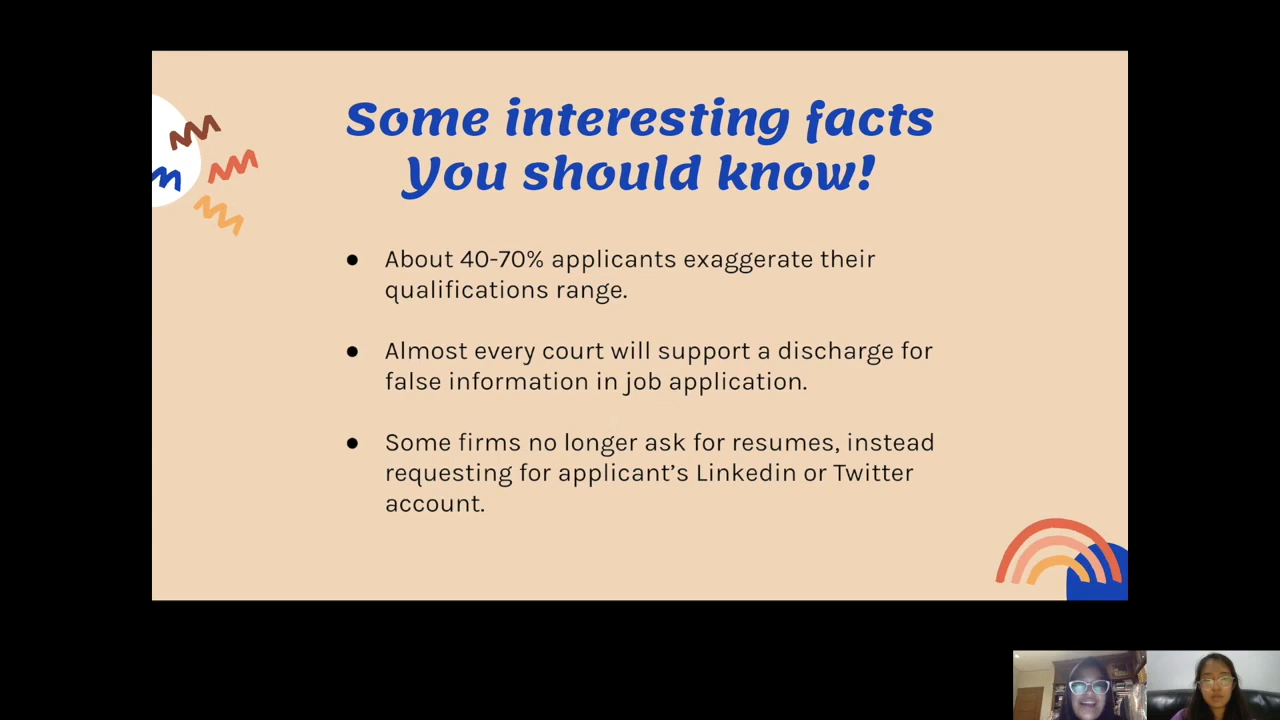 Some interesting facts
You should know!
● About 40-70% applicants exaggerate their
qualifications range.
● Almost every court will support a discharge for
false information in job application.
● Some firms no longer ask for resumes, instead
requesting for applicant's Linkedin or Twitter
account.